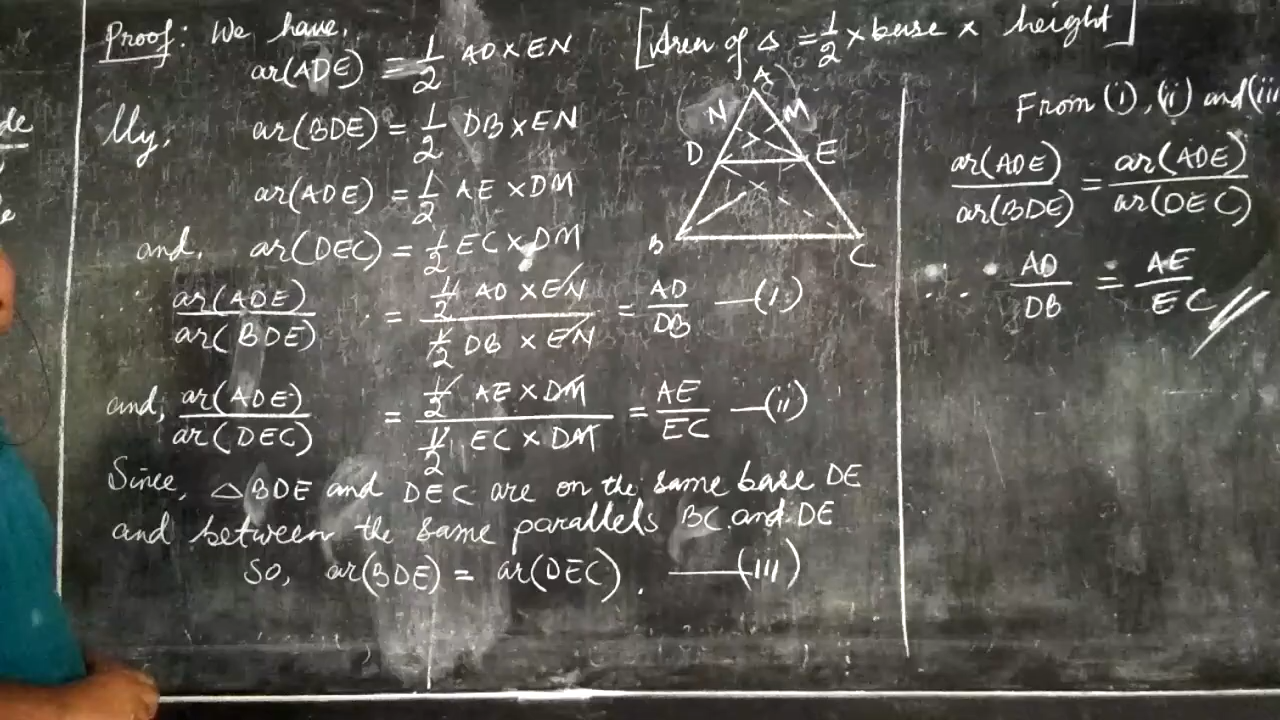 de
Proof: We have,
ar(ADE) = 1/2 AD × EN [Area of △ = 1/2 × base × height]
lly, ar(BDE) = 1/2 DB × EN
ar(ADE) = 1/2 AE × DM
and, ar(DEC) = 1/2 EC × DM
∴ ar(ADE)/ar(BDE) = 1/2 AD × EN / 1/2 DB × EN = AD/DB —(i)
and, ar(ADE)/ar(DEC) = 1/2 AE × DM / 1/2 EC × DM = AE/EC —(ii)
Since, △BDE and DEC are on the same base DE
and between the same parallels BC and DE
So, ar(BDE) = ar(DEC). —(iii)
A
N M
D E
B C
From (i), (ii) and (iii
ar(ADE)/ar(BDE) = ar(ADE)/ar(DEC)
∴ AD/DB = AE/EC //